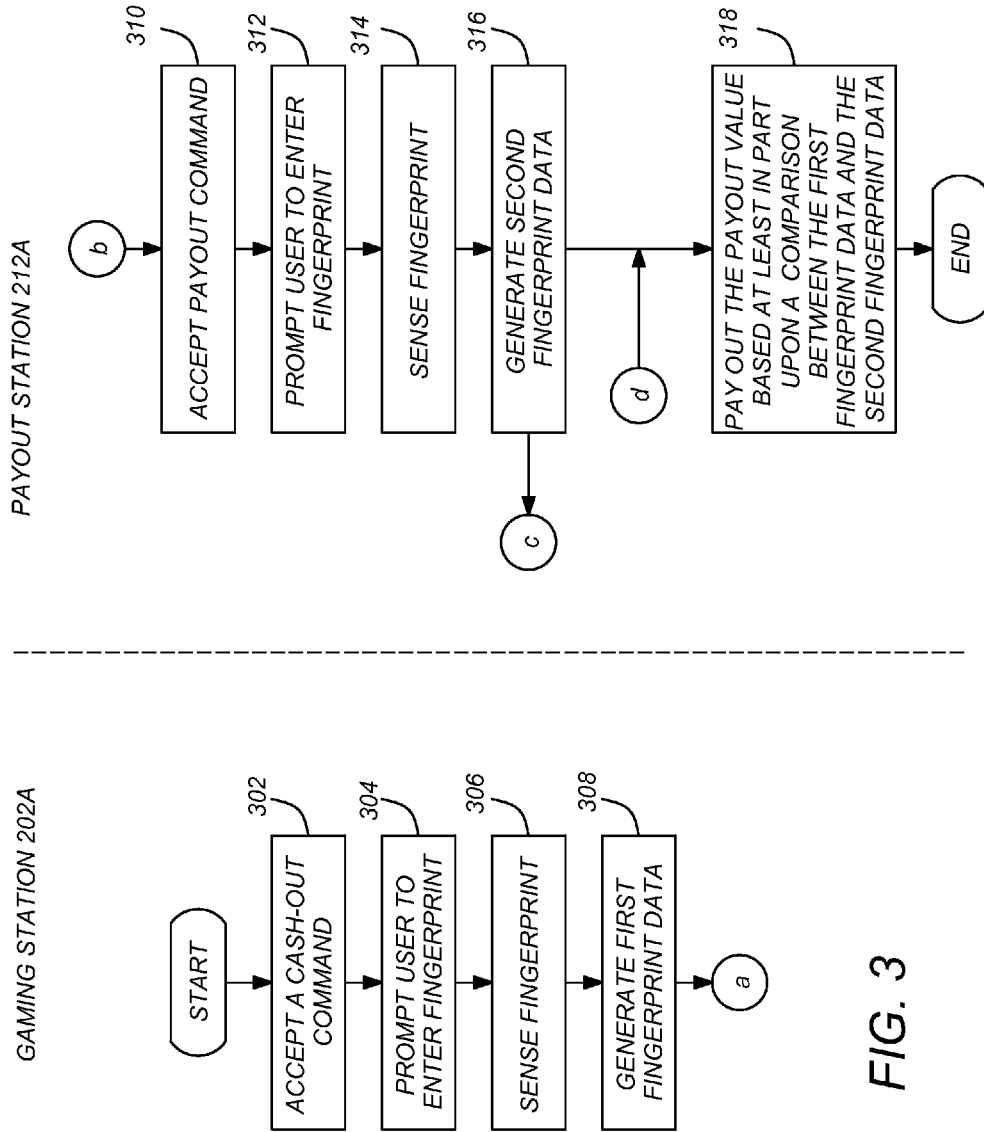 GAMING STATION 202A
START
302
ACCEPT A CASH-OUT
COMMAND
304
PROMPT USER TO
ENTER FINGERPRINT
306
SENSE FINGERPRINT
308
GENERATE FIRST
FINGERPRINT DATA
a
PAYOUT STATION 212A
b
310
ACCEPT PAYOUT COMMAND
312
PROMPT USER TO ENTER
FINGERPRINT
314
SENSE FINGERPRINT
316
GENERATE SECOND
FINGERPRINT DATA
c
d
318
PAY OUT THE PAYOUT VALUE
BASED AT LEAST IN PART
UPON A COMPARISON
BETWEEN THE FIRST
FINGERPRINT DATA AND THE
SECOND FINGERPRINT DATA
END
FIG. 3